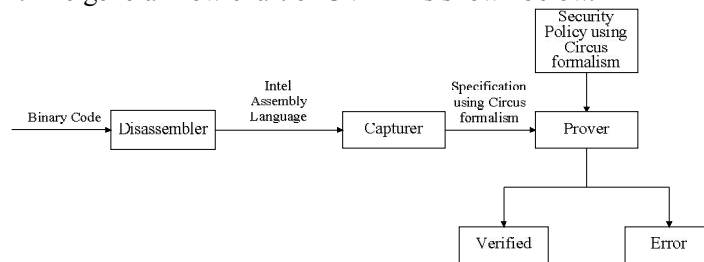 Security
Policy using
Circus
formalism
Binary Code
Disassembler
Intel
Assembly
Language
Capturer
Specification
using Circus
formalism
Prover
Verified
Error